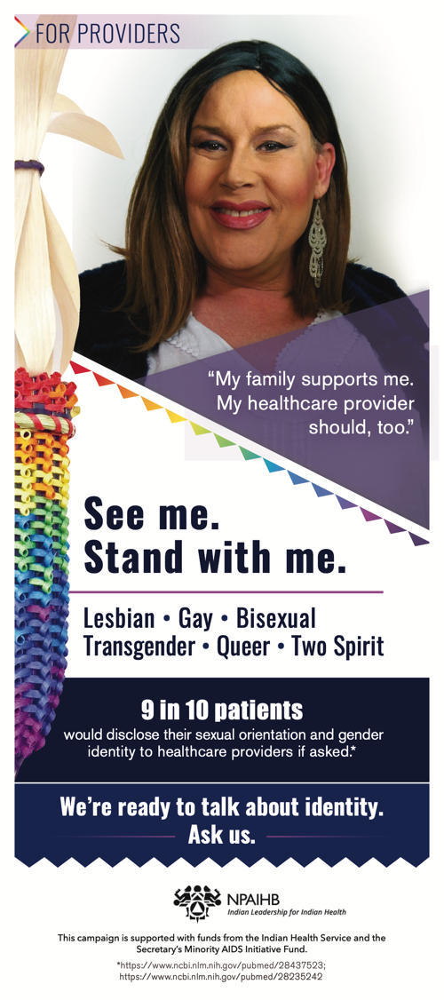 FOR PROVIDERS
“My family supports me.
My healthcare provider
should, too.”
See me.
Stand with me.
Lesbian • Gay • Bisexual
Transgender • Queer • Two Spirit
9 in 10 patients
would disclose their sexual orientation and gender
identity to healthcare providers if asked.*
We’re ready to talk about identity.
Ask us.
NPAIHB
Indian Leadership for Indian Health
This campaign is supported with funds from the Indian Health Service and the
Secretary’s Minority AIDS Initiative Fund.
*https://www.ncbi.nlm.nih.gov/pubmed/28437523;
https://www.ncbi.nlm.nih.gov/pubmed/28235242